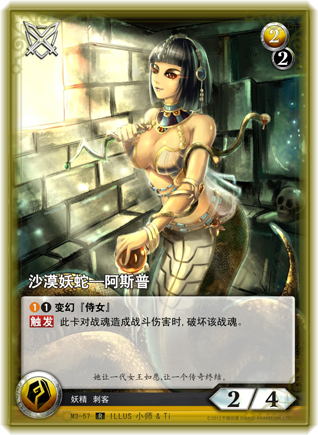 2
2
沙漠妖蛇—阿斯普
1 1 变幻『侍女』
触发 此卡对战魂造成战斗伤害时,破坏该战魂。
她让一代女王如愿,让一个传奇终结。
妖精 刺客
2 / 4
M3-57 R ILLUS 小师 & Ti